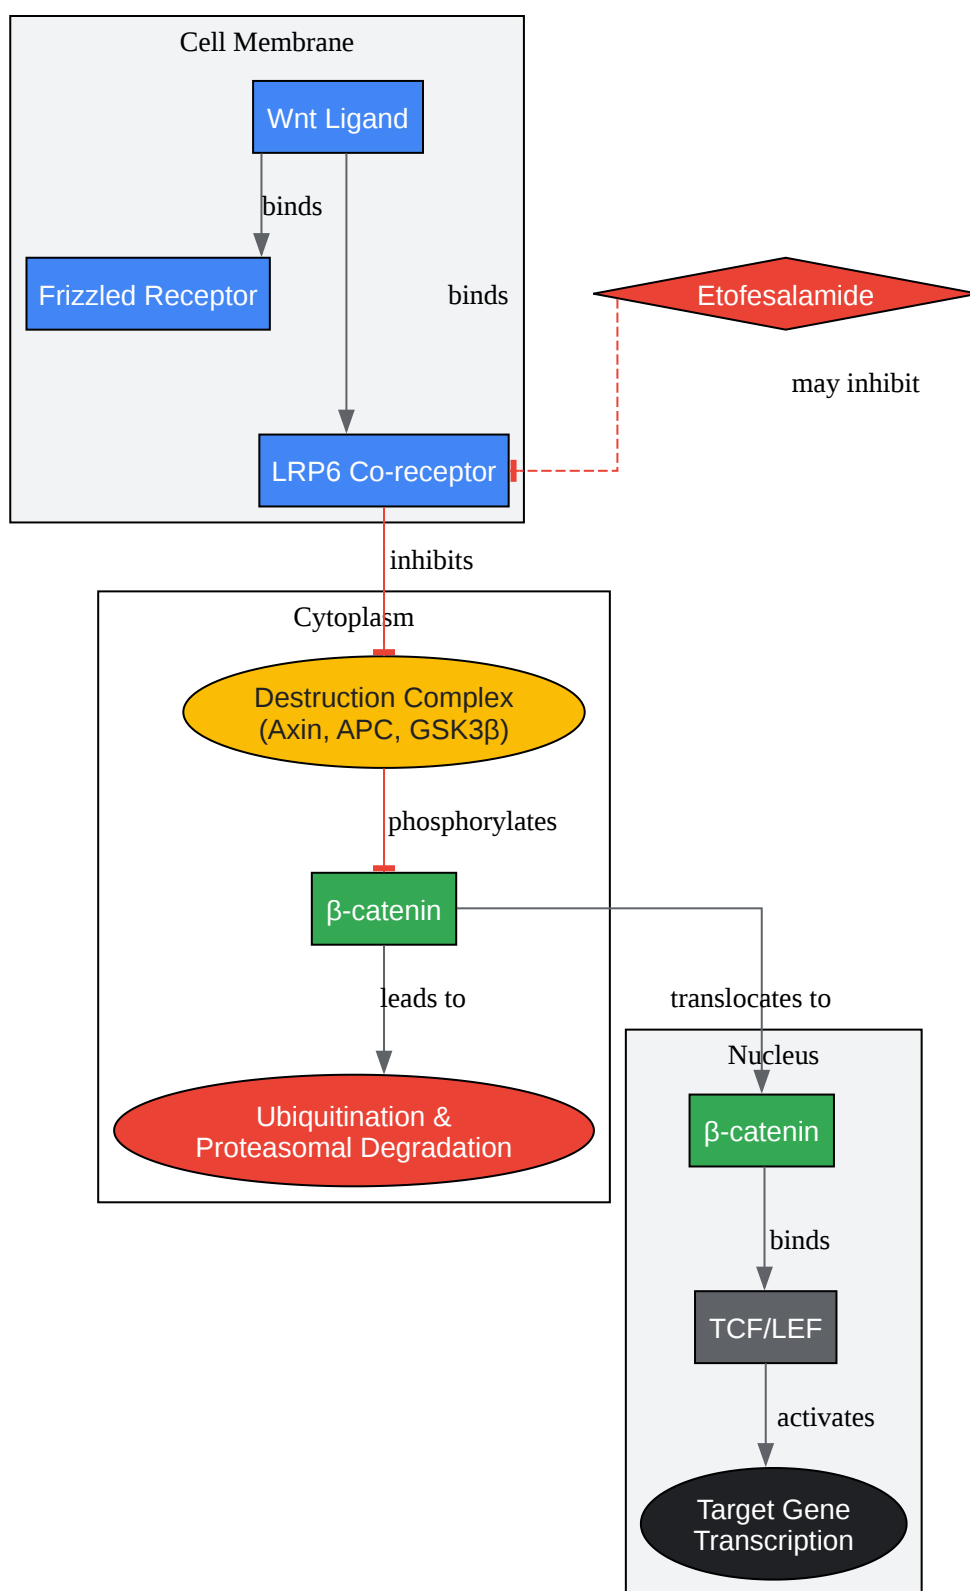 Cell Membrane
Wnt Ligand
binds
Frizzled Receptor
binds
Etofesalamide
may inhibit
LRP6 Co-receptor
inhibits
Cytoplasm
Destruction Complex
(Axin, APC, GSK3β)
phosphorylates
β-catenin
leads to
translocates to
Nucleus
Ubiquitination &
Proteasomal Degradation
β-catenin
binds
TCF/LEF
activates
Target Gene
Transcription